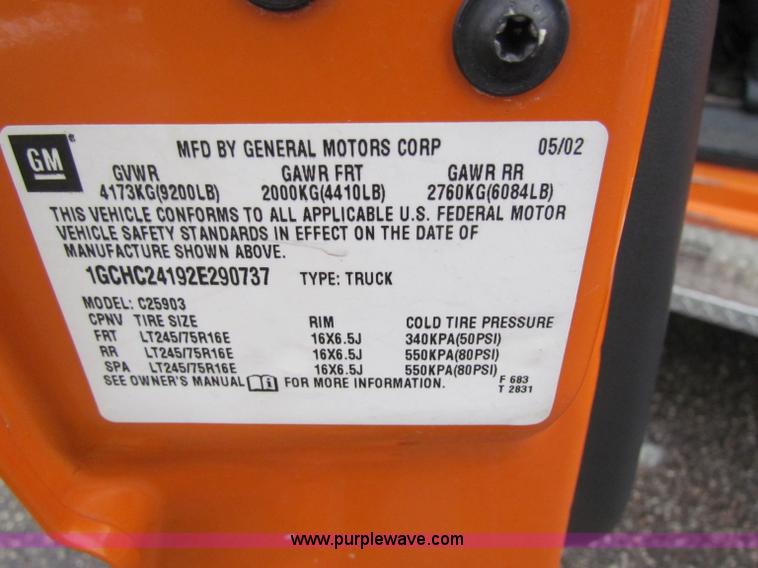 GM
MFD BY GENERAL MOTORS CORP 05/02
GVWR GAWR FRT GAWR RR
4173KG(9200LB) 2000KG(4410LB) 2760KG(6084LB)
THIS VEHICLE CONFORMS TO ALL APPLICABLE U.S. FEDERAL MOTOR
VEHICLE SAFETY STANDARDS IN EFFECT ON THE DATE OF
MANUFACTURE SHOWN ABOVE.
1GCHC24192E290737 TYPE: TRUCK
MODEL: C25903
CPNV TIRE SIZE RIM COLD TIRE PRESSURE
FRT LT245/75R16E 16X6.5J 340KPA(50PSI)
RR LT245/75R16E 16X6.5J 550KPA(80PSI)
SPA LT245/75R16E 16X6.5J 550KPA(80PSI)
SEE OWNER'S MANUAL FOR MORE INFORMATION.
F 683
T 2831
www.purplewave.com